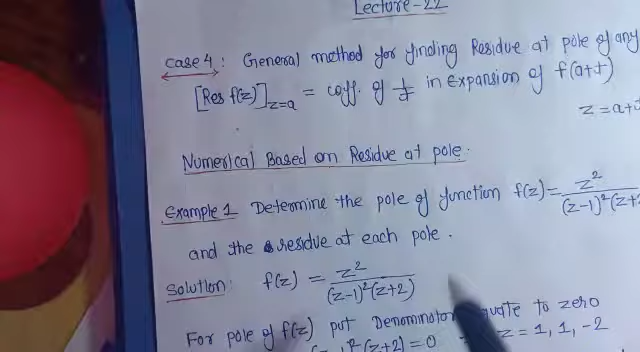 Lecture-22
Case 4: General method for finding Residue at pole of any
[Res f(z)]z=a = coff. of 1/t in expansion of f(a+t)
z = a+
Numerical Based on Residue at pole.
Example 1 Determine the pole of function f(z) = z²/(z-1)²(z+2
and the residue at each pole.
Solution: f(z) = z²/(z-1)²(z+2)
For pole of f(z) put Denominator equate to zero
²(z+2) = 0 z = 1, 1, -2